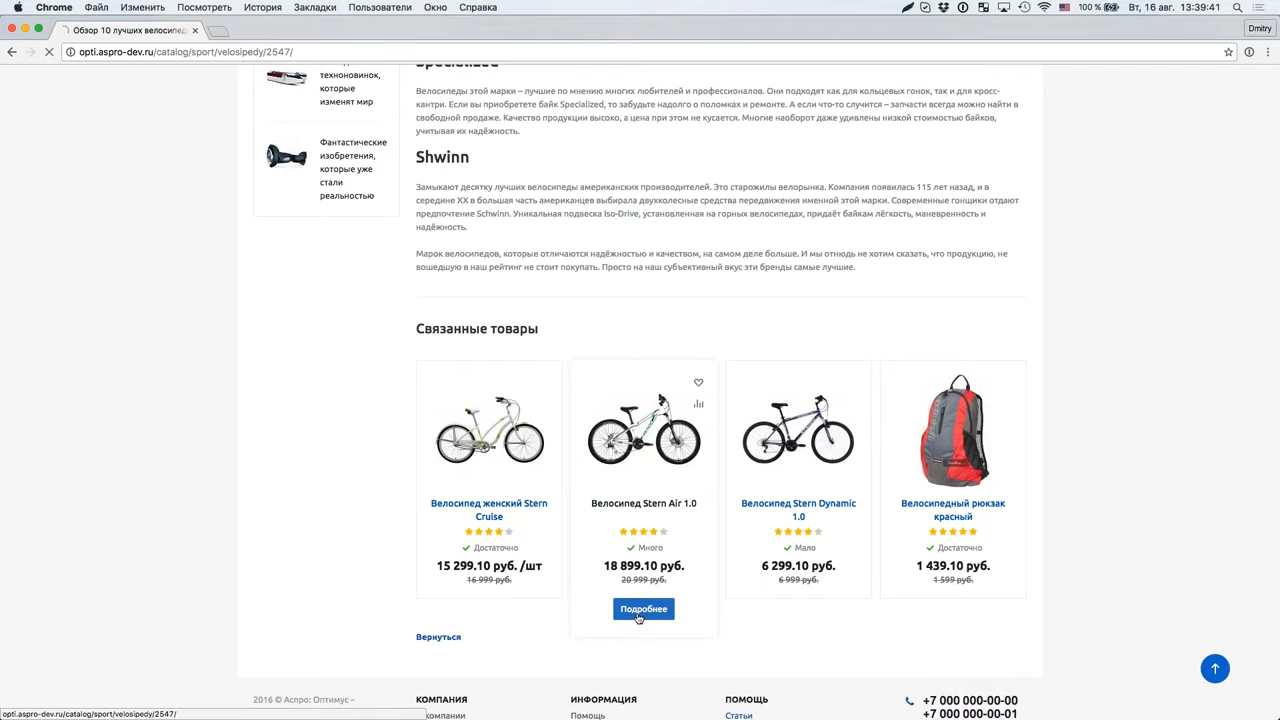 Chrome Файл Изменить Просмотреть История Закладки Пользователи Окно Справка
100 % Вт, 16 авг. 13:39:41
Обзор 10 лучших велосипед
Dmitry
opti.aspro-dev.ru/catalog/sport/velosipedy/2547/
техноновинок,
которые
изменят мир
Фантастические
изобретения,
которые уже
стали
реальностью
Specialized
Велосипеды этой марки – лучшие по мнению многих любителей и профессионалов. Они подходят как для кольцевых гонок, так и для кросс-
кантри. Если вы приобретете байк Specialized, то забудьте надолго о поломках и ремонте. А если что-то случится – запчасти всегда можно найти в
свободной продаже. Качество продукции высоко, а цена при этом не кусается. Многие наоборот даже удивлены низкой стоимостью байков,
учитывая их надёжность.
Shwinn
Замыкают десятку лучших велосипеды американских производителей. Это старожилы велорынка. Компания появилась 115 лет назад, и в
середине XX в большая часть американцев выбирала двухколесные средства передвижения именной этой марки. Современные гонщики отдают
предпочтение Schwinn. Уникальная подвеска Iso-Drive, установленная на горных велосипедах, придаёт байкам лёгкость, маневренность и
надёжность.
Марок велосипедов, которые отличаются надёжностью и качеством, на самом деле больше. И мы отнюдь не хотим сказать, что продукцию, не
вошедшую в наш рейтинг не стоит покупать. Просто на наш субъективный вкус эти бренды самые лучшие.
Связанные товары
Велосипед женский Stern
Cruise
Достаточно
15 299.10 руб. /шт
16 999 руб.
Велосипед Stern Air 1.0
Много
18 899.10 руб.
20 999 руб.
Подробнее
Велосипед Stern Dynamic
1.0
Мало
6 299.10 руб.
6 999 руб.
Велосипедный рюкзак
красный
Достаточно
1 439.10 руб.
1 599 руб.
Вернуться
2016 © Аспро: Оптимус –
КОМПАНИЯ
компании
ИНФОРМАЦИЯ
Помощь
ПОМОЩЬ
Статьи
+7 000 000-00-00
+7 000 000-00-01
opti.aspro-dev.ru/catalog/sport/velosipedy/2547/